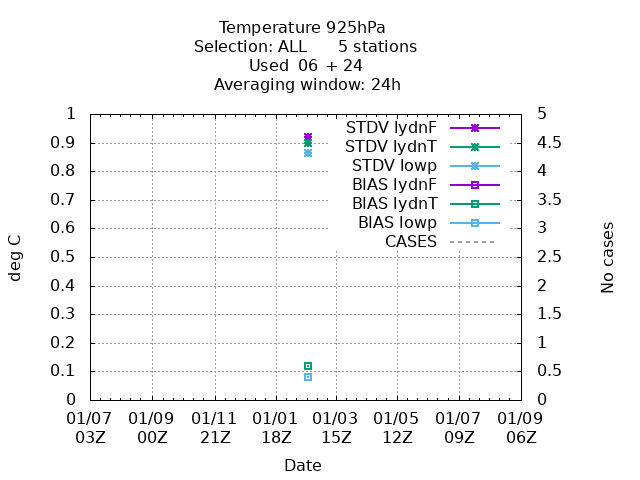 Temperature 925hPa
Selection: ALL      5 stations
Used  06 + 24
Averaging window: 24h
1
0.9
0.8
0.7
0.6
0.5
0.4
0.3
0.2
0.1
0
deg C
STDV lydnF
STDV lydnT
STDV lowp
BIAS lydnF
BIAS lydnT
BIAS lowp
CASES
5
4.5
4
3.5
3
2.5
2
1.5
1
0.5
0
No cases
01/07 01/09 01/11 01/01 01/03 01/05 01/07 01/09
03Z 00Z 21Z 18Z 15Z 12Z 09Z 06Z
Date